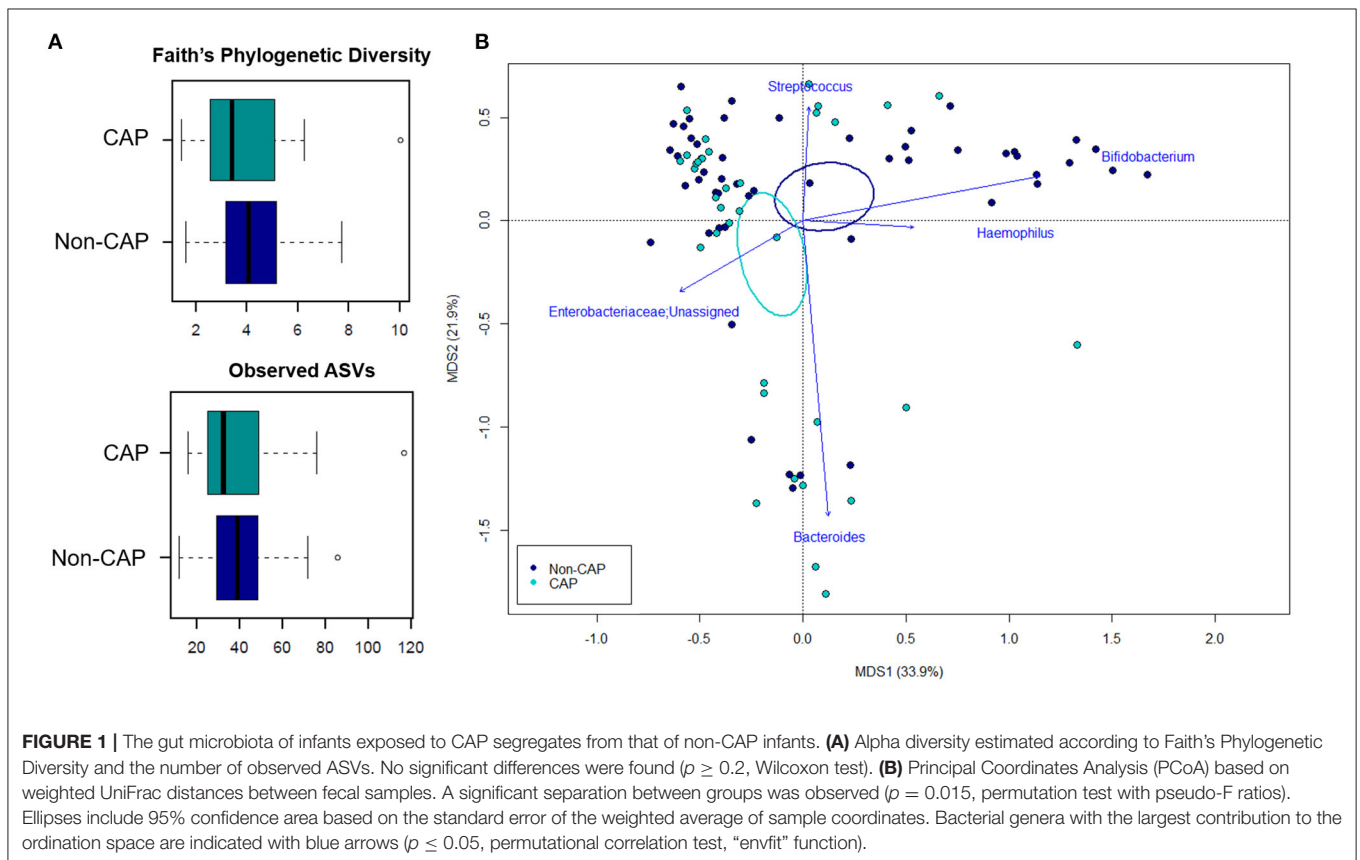 A
Faith's Phylogenetic Diversity
CAP
Non-CAP
2 4 6 8 10
Observed ASVs
CAP
Non-CAP
20 40 60 80 100 120
B
0.5
0.0
-0.5
-1.0
-1.5
MDS2 (21.9%)
Streptococcus
Bifidobacterium
Haemophilus
Enterobacteriaceae;Unassigned
Bacteroides
Non-CAP
CAP
-1.0 -0.5 0.0 0.5 1.0 1.5 2.0
MDS1 (33.9%)
FIGURE 1 | The gut microbiota of infants exposed to CAP segregates from that of non-CAP infants. (A) Alpha diversity estimated according to Faith's Phylogenetic
Diversity and the number of observed ASVs. No significant differences were found (p ≥ 0.2, Wilcoxon test). (B) Principal Coordinates Analysis (PCoA) based on
weighted UniFrac distances between fecal samples. A significant separation between groups was observed (p = 0.015, permutation test with pseudo-F ratios).
Ellipses include 95% confidence area based on the standard error of the weighted average of sample coordinates. Bacterial genera with the largest contribution to the
ordination space are indicated with blue arrows (p ≤ 0.05, permutational correlation test, "envfit" function).